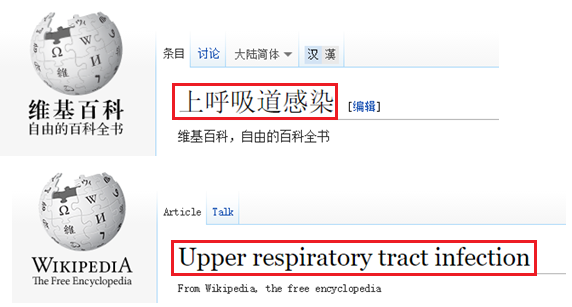 条目 讨论 大陆简体 汉 漢
维基百科
自由的百科全书
上呼吸道感染 [编辑]
维基百科，自由的百科全书
Ω W 维 и
Article Talk
WIKIPEDIA
The Free Encyclopedia
Upper respiratory tract infection
From Wikipedia, the free encyclopedia
Ω W 维 и